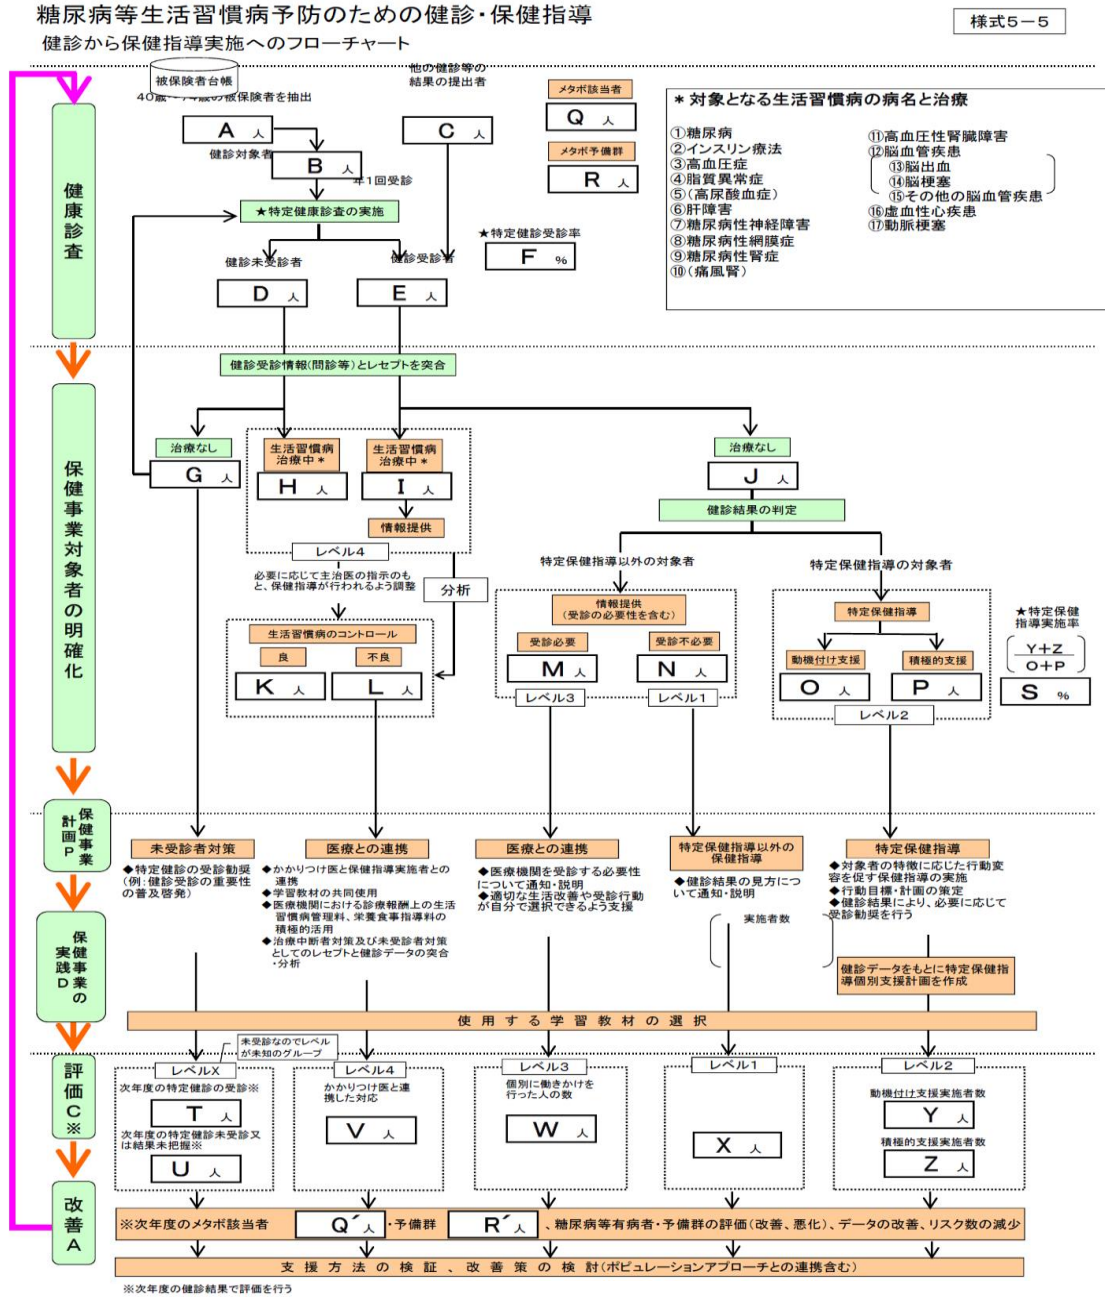 糖尿病等生活習慣病予防のための健診・保健指導
様式5－5
健診から保健指導実施へのフローチャート
被保険者台帳
の被保険者を抽出
他の健診等の
結果の提出者
A 人
健診対象者
B 人
年1回受診
C 人
メタボ該当者
Q 人
メタボ予備群
R 人
＊対象となる生活習慣病の病名と治療
①糖尿病
②インスリン療法
③高血圧症
④脂質異常症
⑤(高尿酸血症)
⑥肝障害
⑦糖尿病性神経障害
⑧糖尿病性網膜症
⑨糖尿病性腎症
⑩(痛風腎)
⑪高血圧性腎臓障害
⑫脳血管疾患
⑬脳出血
⑭脳梗塞
⑮その他の脳血管疾患
⑯虚血性心疾患
⑰動脈梗塞
健康診査
★特定健康診査の実施
★特定健診受診率
F %
健診未受診者
D 人
健診受診者
E 人
健診受診情報(問診等)とレセプトを突合
保健事業対象者の明確化
治療なし
G 人
生活習慣病
治療中＊
H 人
生活習慣病
治療中＊
I 人
情報提供
レベル4
必要に応じて主治医の指示のも
と、保健指導が行われるよう調整
分析
生活習慣病のコントロール
良
不良
K 人
L 人
治療なし
J 人
健診結果の判定
特定保健指導以外の対象者
特定保健指導の対象者
情報提供
(受診の必要性を含む)
受診必要
受診不必要
M 人
N 人
レベル3
レベル1
特定保健指導
動機付け支援
積極的支援
O 人
P 人
レベル2
★特定保健
指導実施率
Y＋Z
O＋P
S %
保健事業
計画P
未受診者対策
◆特定健診の受診勧奨
(例:健診受診の重要性
の普及啓発)
医療との連携
◆かかりつけ医と保健指導実施者との
連携
◆学習教材の共同使用
◆医療機関における診療報酬上の生活
習慣病管理料、栄養食事指導料の
積極的活用
◆治療中断者対策及び未受診者対策
としてのレセプトと健診データの突合
・分析
医療との連携
◆医療機関を受診する必要性
について通知・説明
◆適切な生活改善や受診行動
が自分で選択できるよう支援
特定保健指導以外の
保健指導
◆健診結果の見方につ
いて通知・説明
実施者数
特定保健指導
◆対象者の特徴に応じた行動変
容を促す保健指導の実施
◆行動目標・計画の策定
◆健診結果により、必要に応じて
受診勧奨を行う
保健事業の
実践D
健診データをもとに特定保健指
導個別支援計画を作成
使用する学習教材の選択
評価C※
未受診なのでレベル
が未知のグループ
レベルX
次年度の特定健診の受診※
T 人
次年度の特定健診未受診又
は結果未把握※
U 人
レベル4
かかりつけ医と連
携した対応
V 人
レベル3
個別に働きかけを
行った人の数
W 人
レベル1
X 人
レベル2
動機付け支援実施者数
Y 人
積極的支援実施者数
Z 人
改善A
※次年度のメタボ該当者 Q´人 ・予備群 R´人 、糖尿病等有病者・予備群の評価(改善、悪化)、データの改善、リスク数の減少
支援方法の検証、改善策の検討(ポピュレーションアプローチとの連携含む)
※次年度の健診結果で評価を行う